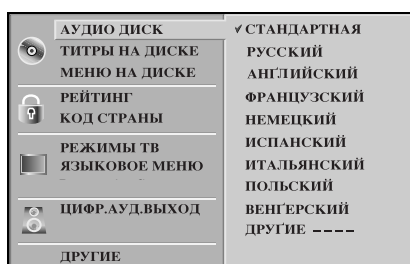 АУДИО ДИСК
ТИТРЫ НА ДИСКЕ
МЕНЮ НА ДИСКЕ
РЕЙТИНГ
КОД СТРАНЫ
РЕЖИМЫ ТВ
ЯЗЫКОВОЕ МЕНЮ
ЦИФР.АУД.ВЫХОД
ДРУГИЕ
✓СТАНДАРТНАЯ
РУССКИЙ
АНГЛИЙСКИЙ
ФРАНЦУЗСКИЙ
НЕМЕЦКИЙ
ИСПАНСКИЙ
ИТАЛЬЯНСКИЙ
ПОЛЬСКИЙ
ВЕНГЕРСКИЙ
ДРУГИЕ ----